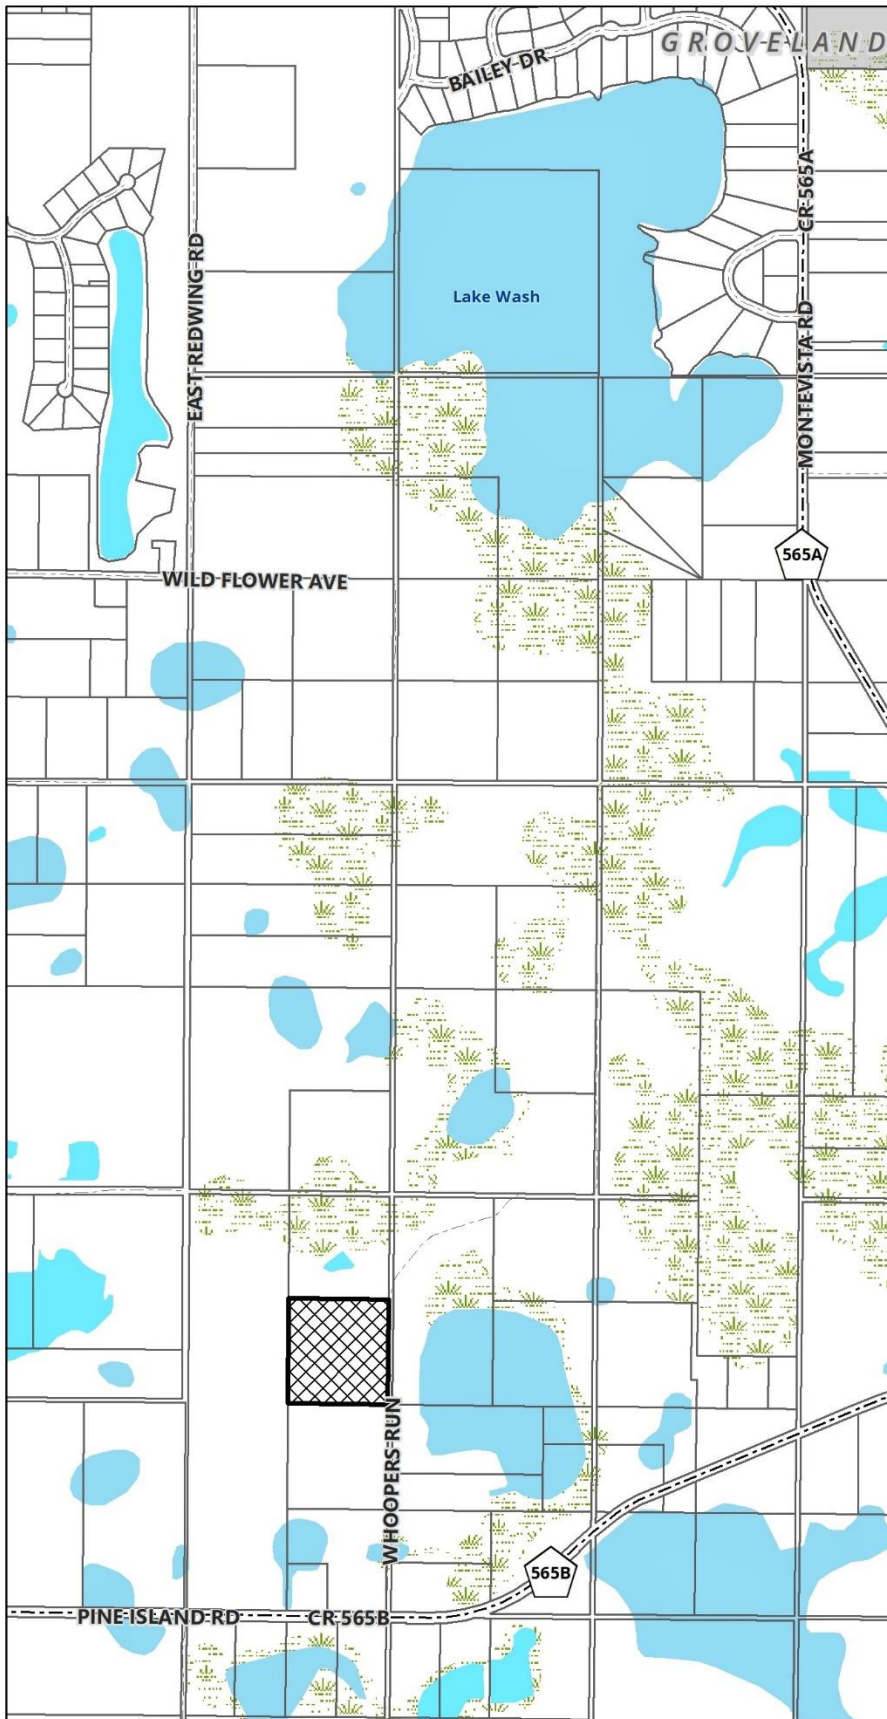 GROVELAND
BAILEY DR
CR 565A
EAST REDWING RD
Lake Wash
MONTEVISTA RD
565A
WILD FLOWER AVE
WHOOPERS RUN
565B
PINE ISLAND RD
CR 565B